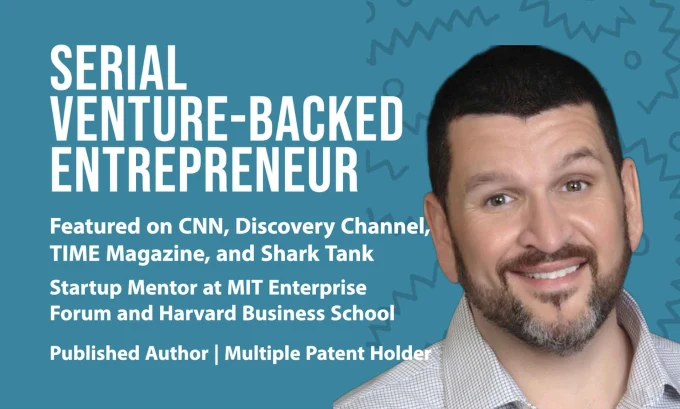 SERIAL
VENTURE-BACKED
ENTREPRENEUR
Featured on CNN, Discovery Channel,
TIME Magazine, and Shark Tank
Startup Mentor at MIT Enterprise
Forum and Harvard Business School
Published Author | Multiple Patent Holder